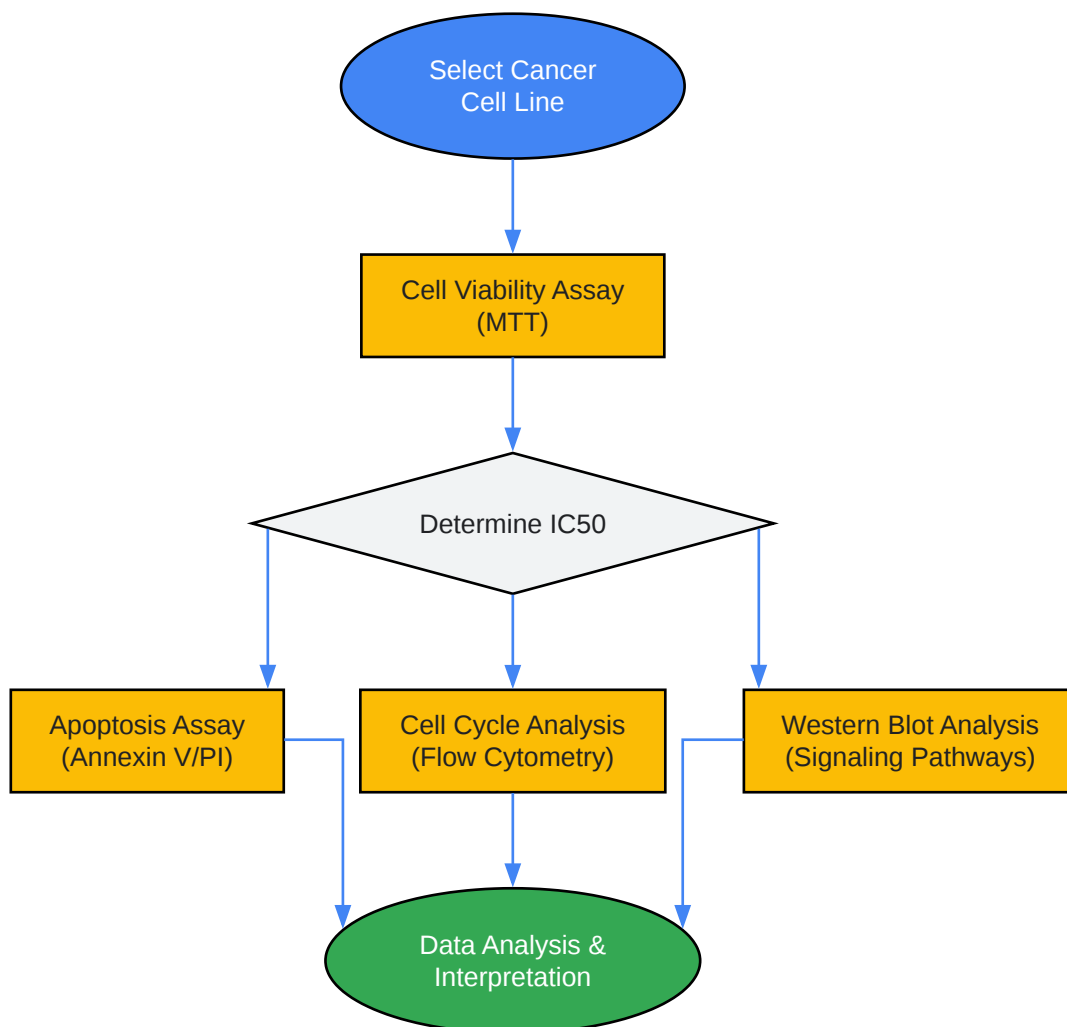 Select Cancer
Cell Line
Cell Viability Assay
(MTT)
Determine IC50
Apoptosis Assay
(Annexin V/PI)
Cell Cycle Analysis
(Flow Cytometry)
Western Blot Analysis
(Signaling Pathways)
Data Analysis &
Interpretation